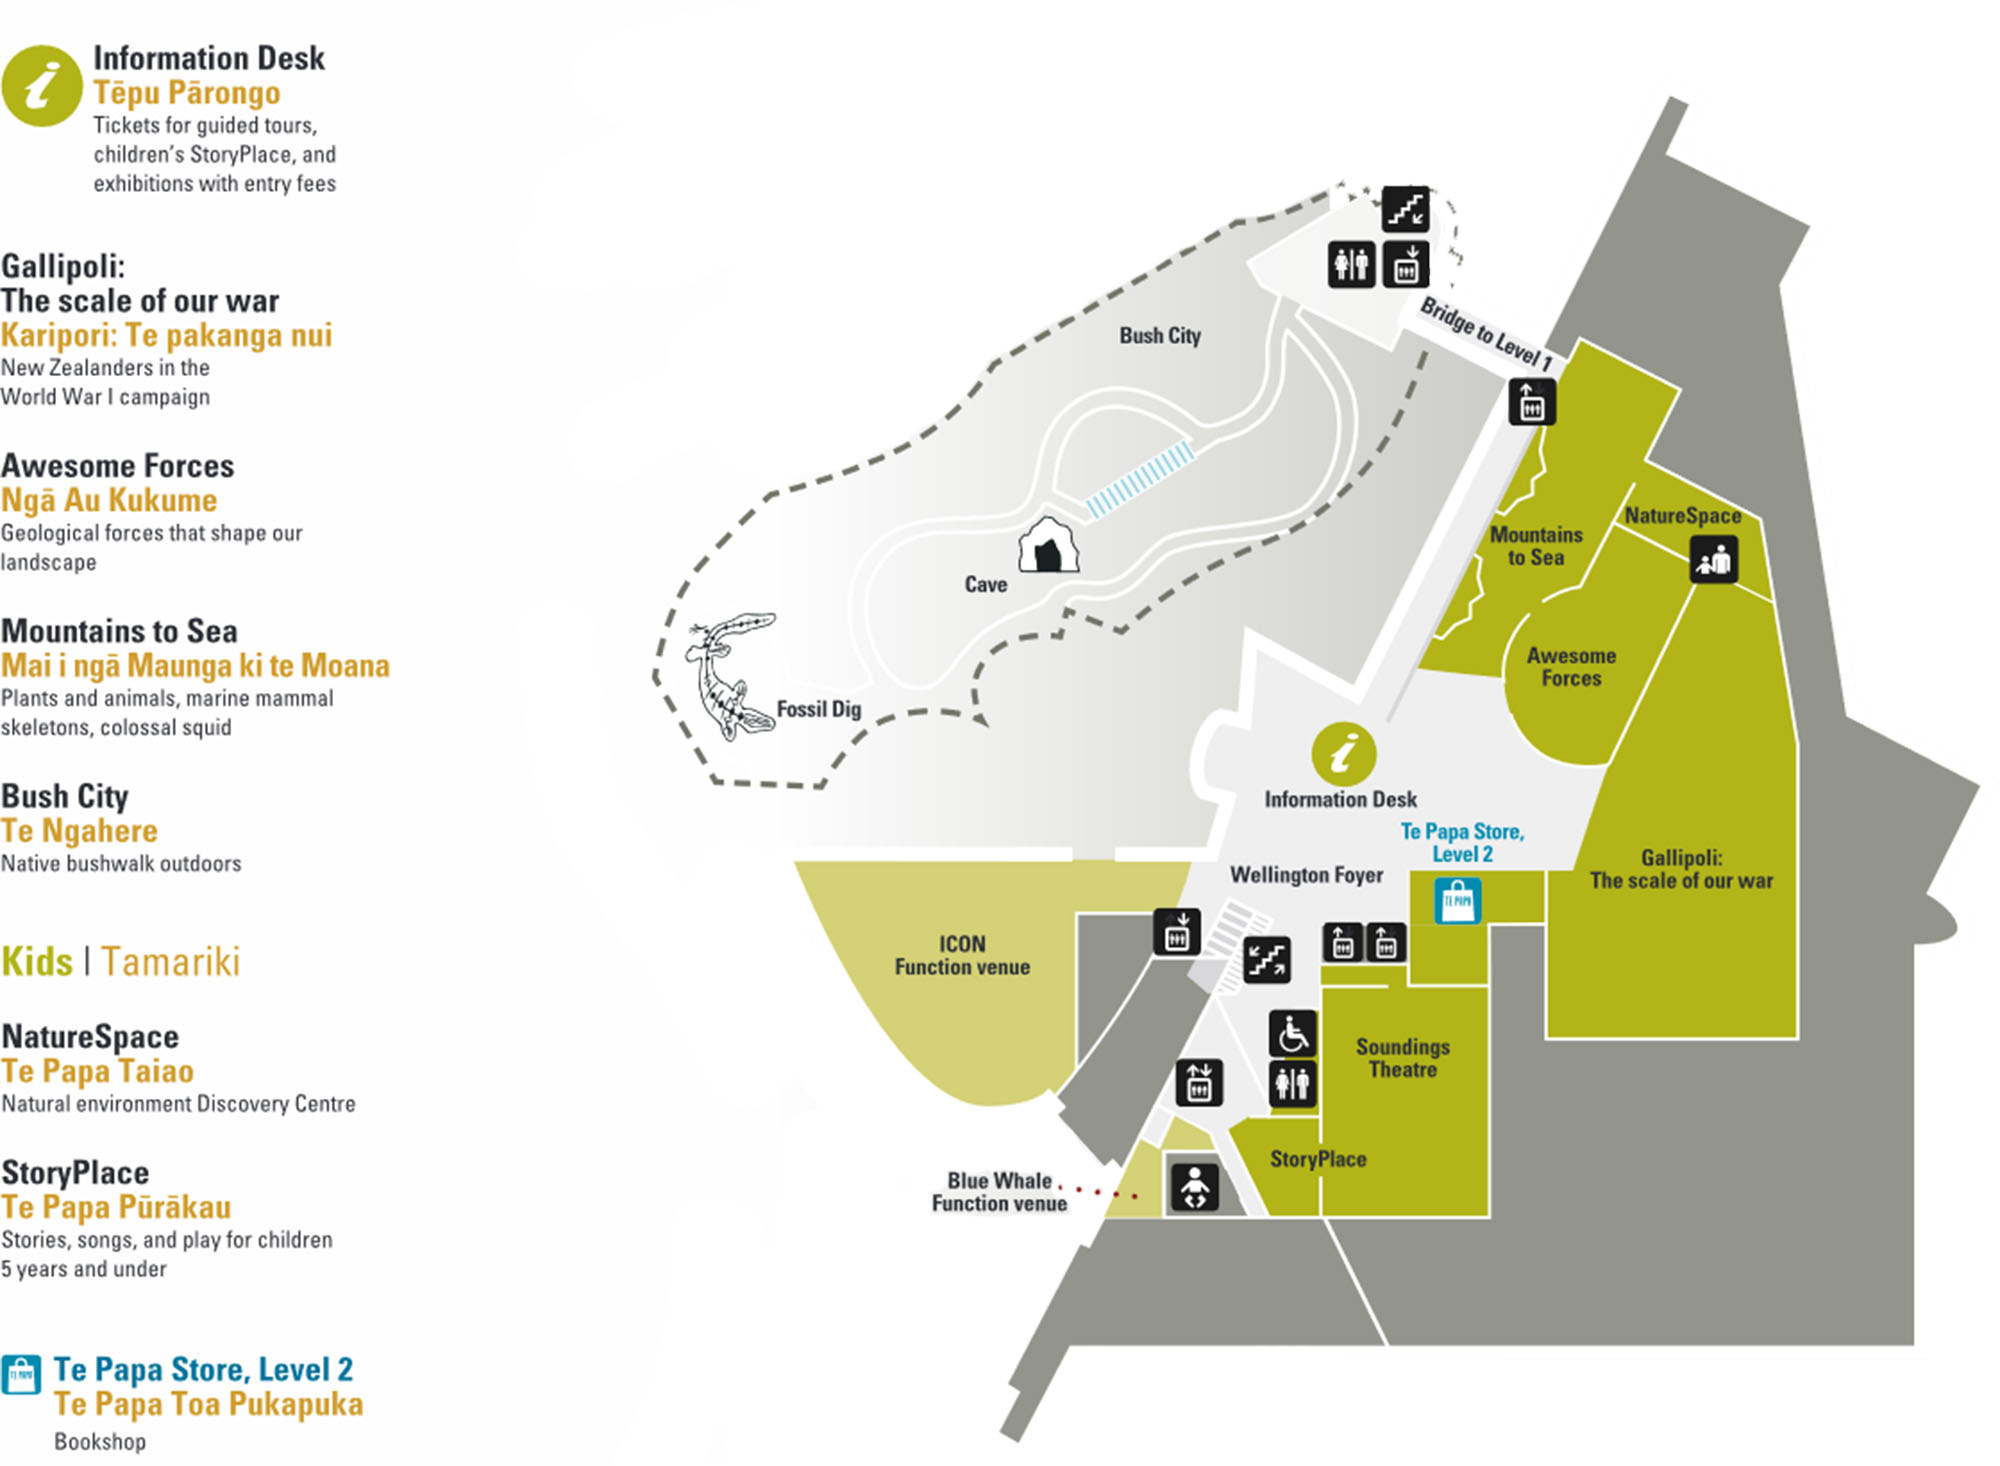 Information Desk
Tēpu Pārongo
Tickets for guided tours,
children's StoryPlace, and
exhibitions with entry fees
Gallipoli:
The scale of our war
Karipori: Te pakanga nui
New Zealanders in the
World War I campaign
Awesome Forces
Ngā Au Kukume
Geological forces that shape our
landscape
Mountains to Sea
Mai i ngā Maunga ki te Moana
Plants and animals, marine mammal
skeletons, colossal squid
Bush City
Te Ngahere
Native bushwalk outdoors
Kids | Tamariki
NatureSpace
Te Papa Taiao
Natural environment Discovery Centre
StoryPlace
Te Papa Pūrākau
Stories, songs, and play for children
5 years and under
TE PAPA
Te Papa Store, Level 2
Te Papa Toa Pukapuka
Bookshop
Bush City
Bridge to Level 1
NatureSpace
Mountains
to Sea
Cave
Awesome
Forces
Fossil Dig
Information Desk
Te Papa Store,
Level 2
Gallipoli:
The scale of our war
Wellington Foyer
TE PAPA
ICON
Function venue
Soundings
Theatre
StoryPlace
Blue Whale
Function venue